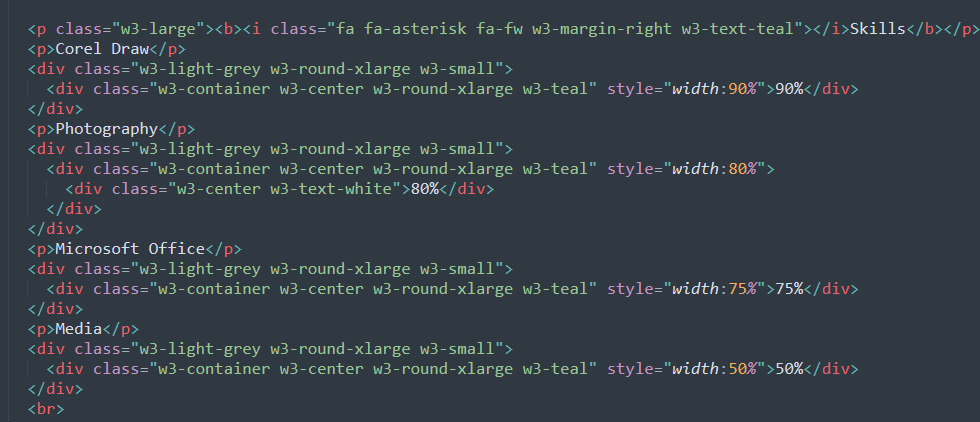 <p class="w3-large"><b><i class="fa fa-asterisk fa-fw w3-margin-right w3-text-teal"></i>Skills</b></p>
<p>Corel Draw</p>
<div class="w3-light-grey w3-round-xlarge w3-small">
  <div class="w3-container w3-center w3-round-xlarge w3-teal" style="width:90%">90%</div>
</div>
<p>Photography</p>
<div class="w3-light-grey w3-round-xlarge w3-small">
  <div class="w3-container w3-center w3-round-xlarge w3-teal" style="width:80%">
    <div class="w3-center w3-text-white">80%</div>
  </div>
</div>
<p>Microsoft Office</p>
<div class="w3-light-grey w3-round-xlarge w3-small">
  <div class="w3-container w3-center w3-round-xlarge w3-teal" style="width:75%">75%</div>
</div>
<p>Media</p>
<div class="w3-light-grey w3-round-xlarge w3-small">
  <div class="w3-container w3-center w3-round-xlarge w3-teal" style="width:50%">50%</div>
</div>
<br>